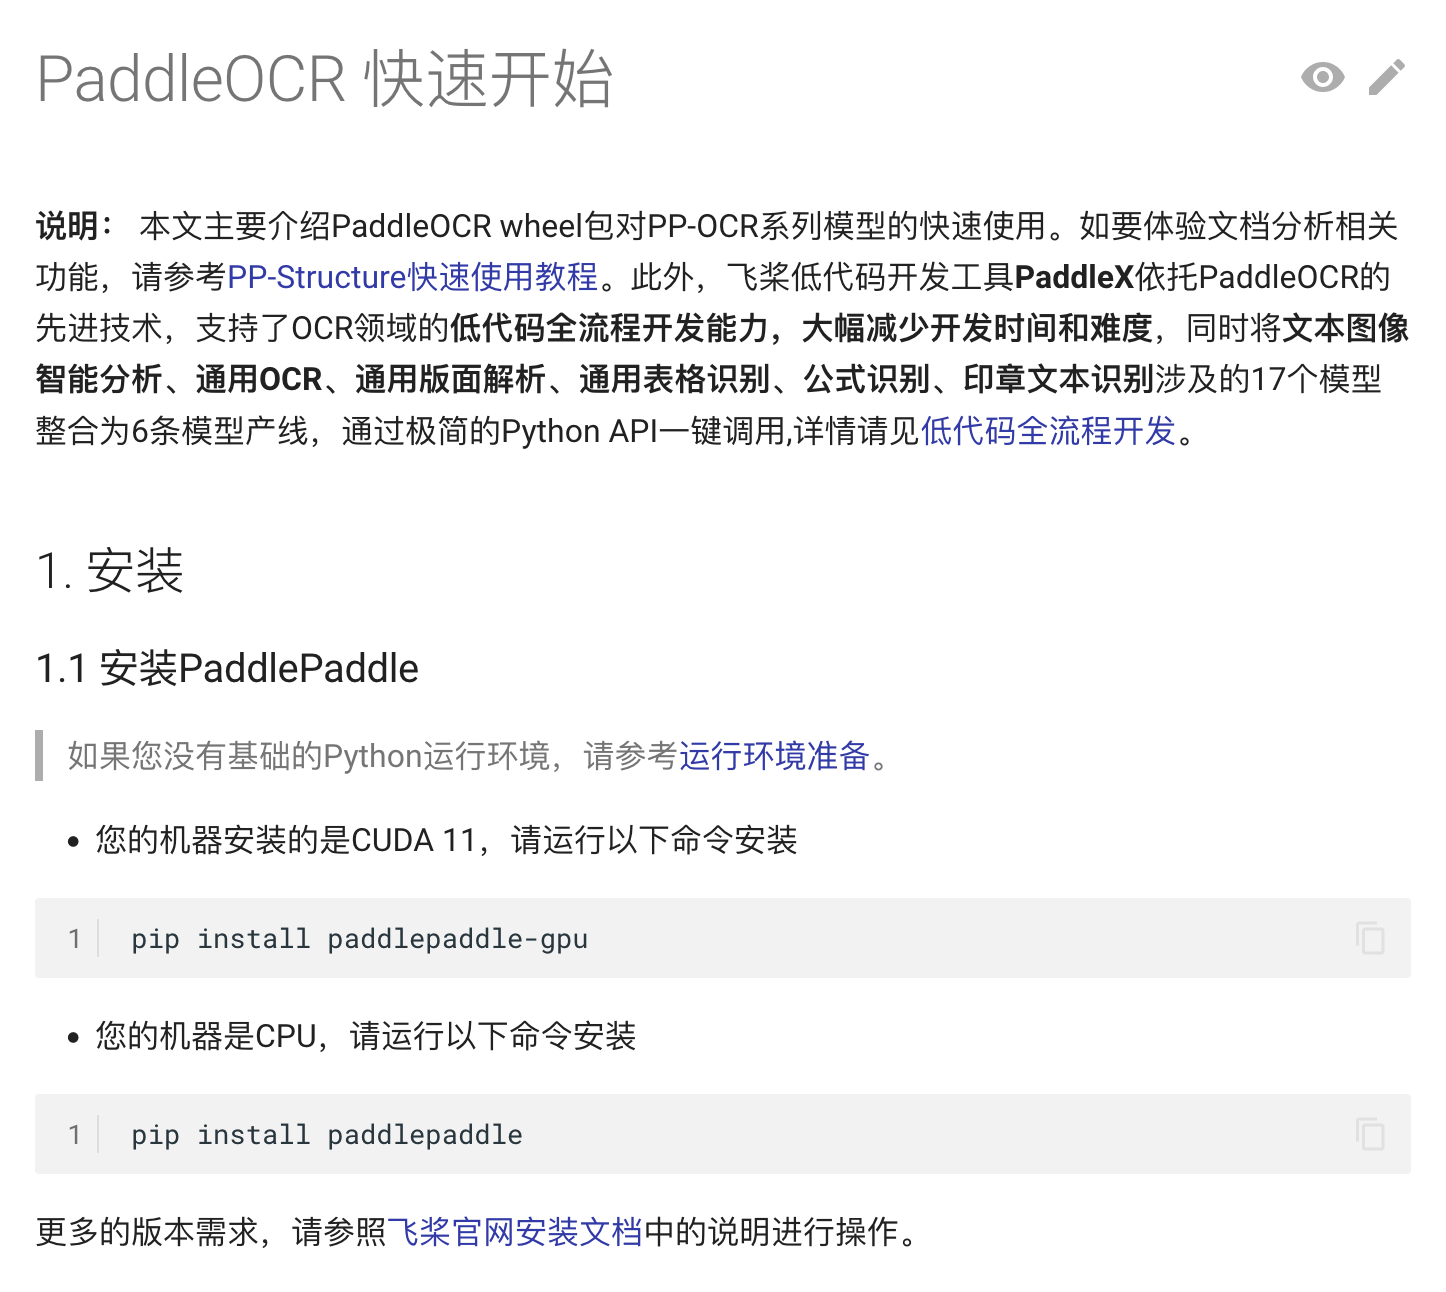 PaddleOCR 快速开始
说明： 本文主要介绍PaddleOCR wheel包对PP-OCR系列模型的快速使用。如要体验文档分析相关
功能，请参考PP-Structure快速使用教程。此外，飞桨低代码开发工具PaddleX依托PaddleOCR的
先进技术，支持了OCR领域的低代码全流程开发能力，大幅减少开发时间和难度，同时将文本图像
智能分析、通用OCR、通用版面解析、通用表格识别、公式识别、印章文本识别涉及的17个模型
整合为6条模型产线，通过极简的Python API一键调用,详情请见低代码全流程开发。
1. 安装
1.1 安装PaddlePaddle
如果您没有基础的Python运行环境，请参考运行环境准备。
• 您的机器安装的是CUDA 11，请运行以下命令安装
1 pip install paddlepaddle-gpu
• 您的机器是CPU，请运行以下命令安装
1 pip install paddlepaddle
更多的版本需求，请参照飞桨官网安装文档中的说明进行操作。